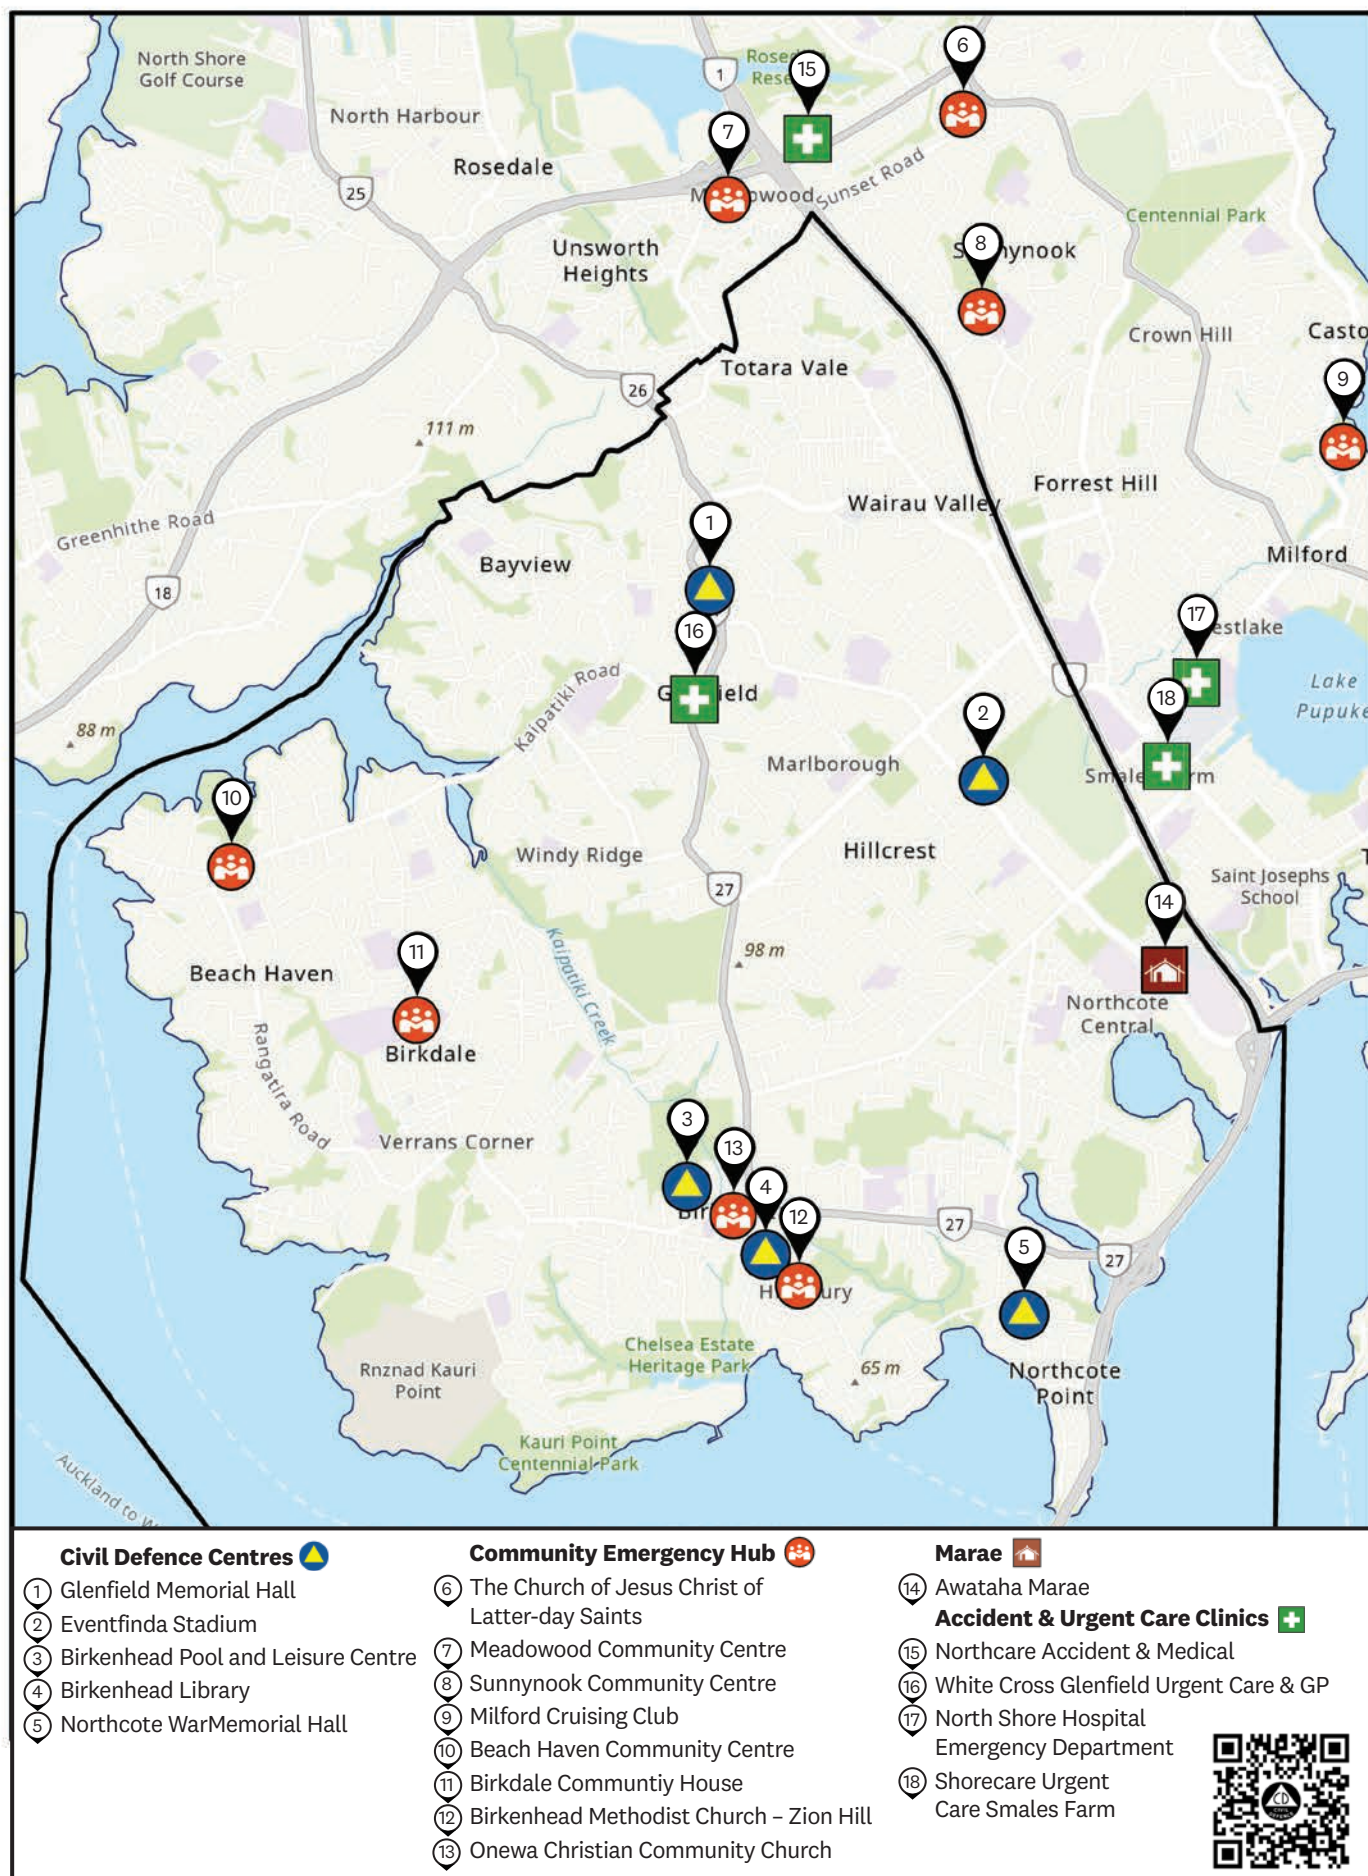 North Shore
Golf Course
North Harbour
Rosedale
25
1
15
6
7
Sunset Road
Unsworth
Heights
8
Centennial Park
Crown Hill
9
Totara Vale
26
111 m
Greenhithe Road
18
Bayview
1
Wairau Valley
Forrest Hill
Milford
16
17
Kaipatiki Road
18
Lake
88 m
2
Marlborough
10
Windy Ridge
Hillcrest
27
Saint Josephs
School
14
98 m
11
Beach Haven
Kaipatiki Creek
Northcote
Central
Birkdale
Rangatira Road
Verrans Corner
3
13
4
12
27
5
27
Chelsea Estate
Heritage Park
65 m
Rnznad Kauri
Point
Northcote
Point
Kauri Point
Centennial Park
Auckland to
Civil Defence Centres
1 Glenfield Memorial Hall
2 Eventfinda Stadium
3 Birkenhead Pool and Leisure Centre
4 Birkenhead Library
5 Northcote WarMemorial Hall
Community Emergency Hub
6 The Church of Jesus Christ of
Latter-day Saints
7 Meadowood Community Centre
8 Sunnynook Community Centre
9 Milford Cruising Club
10 Beach Haven Community Centre
11 Birkdale Communtiy House
12 Birkenhead Methodist Church – Zion Hill
13 Onewa Christian Community Church
Marae
14 Awataha Marae
Accident & Urgent Care Clinics
15 Northcare Accident & Medical
16 White Cross Glenfield Urgent Care & GP
17 North Shore Hospital
Emergency Department
18 Shorecare Urgent
Care Smales Farm
CD
CIVIL
DEFENCE